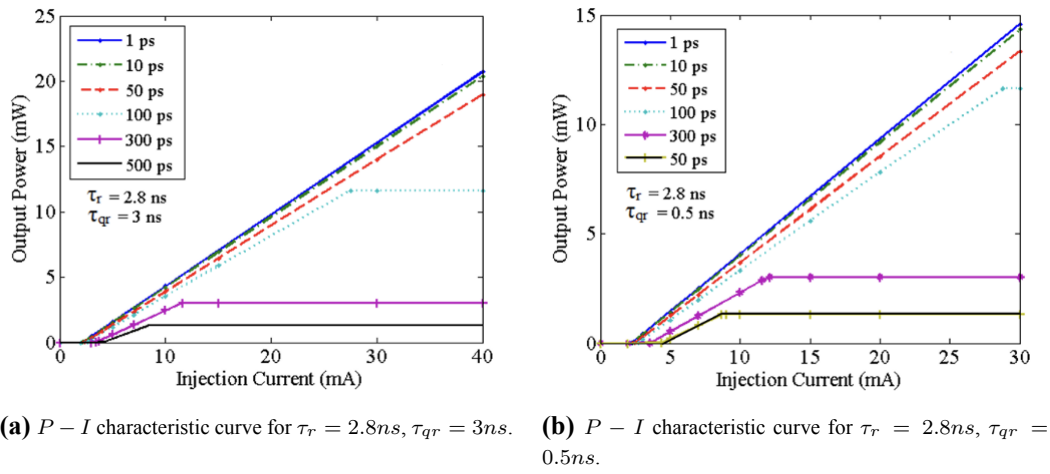 25
20
15
10
5
0
Output Power (mW)
1 ps
10 ps
50 ps
100 ps
300 ps
500 ps
τr = 2.8 ns
τqr = 3 ns
0 10 20 30 40
Injection Current (mA)
(a) P − I characteristic curve for τr = 2.8ns, τqr = 3ns.
15
10
5
0
Output Power (mW)
1 ps
10 ps
50 ps
100 ps
300 ps
50 ps
τr = 2.8 ns
τqr = 0.5 ns
0 5 10 15 20 25 30
Injection Current (mA)
(b) P − I characteristic curve for τr = 2.8ns, τqr =
0.5ns.